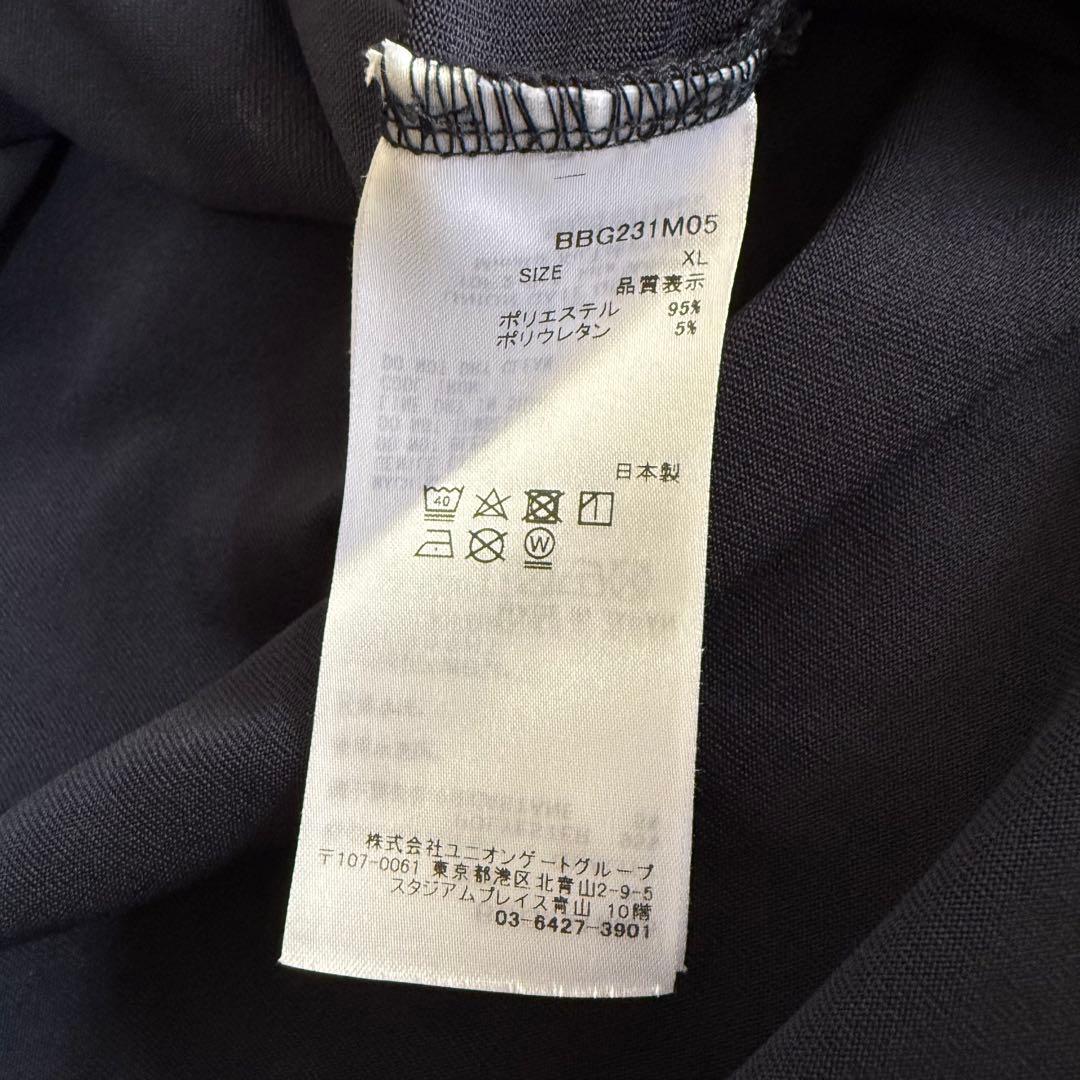 BBG231M05
SIZE XL
品質表示
ポリエステル 95%
ポリウレタン 5%
日本製
40
W
株式会社ユニオンゲートグループ
〒107-0061 東京都港区北青山2-9-5
スタジアムプレイス青山 10階
03-6427-3901